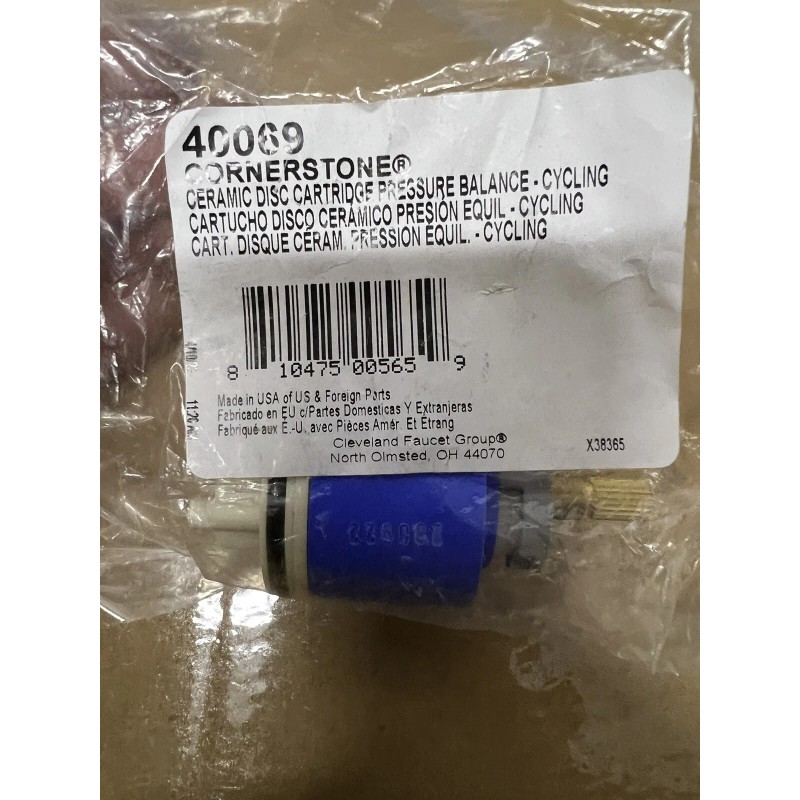 40069
CORNERSTONE®
CERAMIC DISC CARTRIDGE PRESSURE BALANCE - CYCLING
CARTUCHO DISCO CERÁMICO PRESIÓN EQUIL - CYCLING
CART. DISQUE CÉRAM. PRESSION ÉQUIL. - CYCLING
8 10475 00565 9
Made in USA of US & Foreign Parts
Fabricado en EU c/Partes Domesticas Y Extranjeras
Fabriqué aux É.-U. avec Pièces Amér. Et Étrang
Cleveland Faucet Group®
North Olmsted, OH 44070
X38365